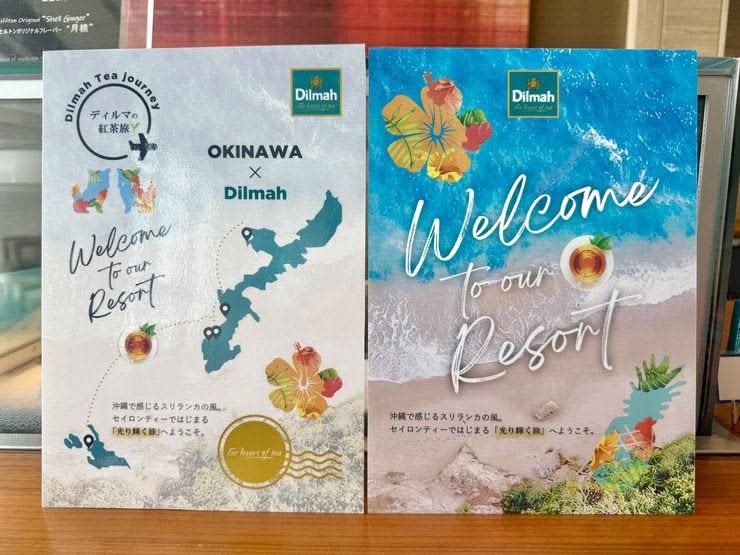 Hilton Original "Shell Ginger"
ヒルトンオリジナルフレーバー "月桃"
Dilmah Tea Journey
ディルマの
紅茶旅
Dilmah
For lovers of tea
OKINAWA
×
Dilmah
Welcome
to our
Resort
沖縄で感じるスリランカの風。
セイロンティーではじまる
「光り輝く旅」へようこそ。
For lovers of tea
Dilmah
For lovers of tea
Welcome
to our
Resort
沖縄で感じるスリランカの風。
セイロンティーではじまる「光り輝く旅」へようこそ。